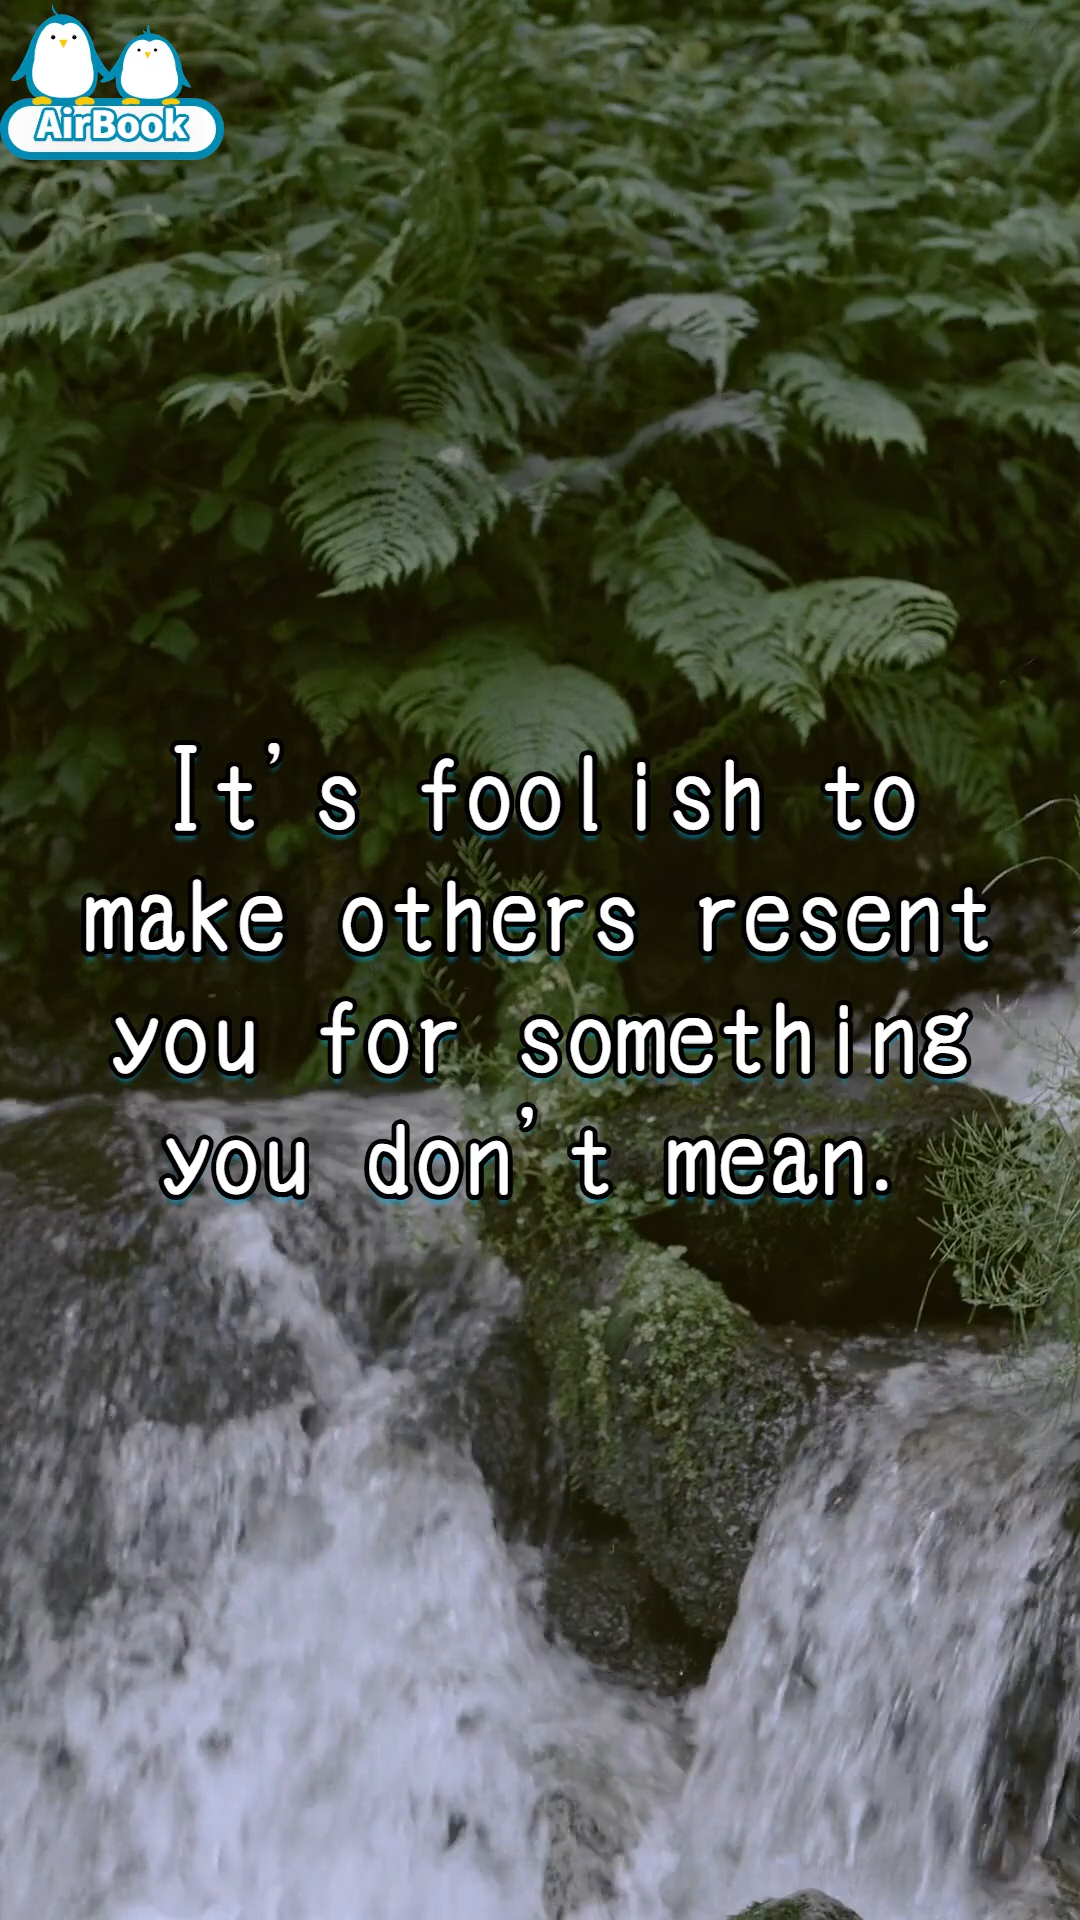 AirBook
It's foolish to
make others resent
you for something
you don't mean.